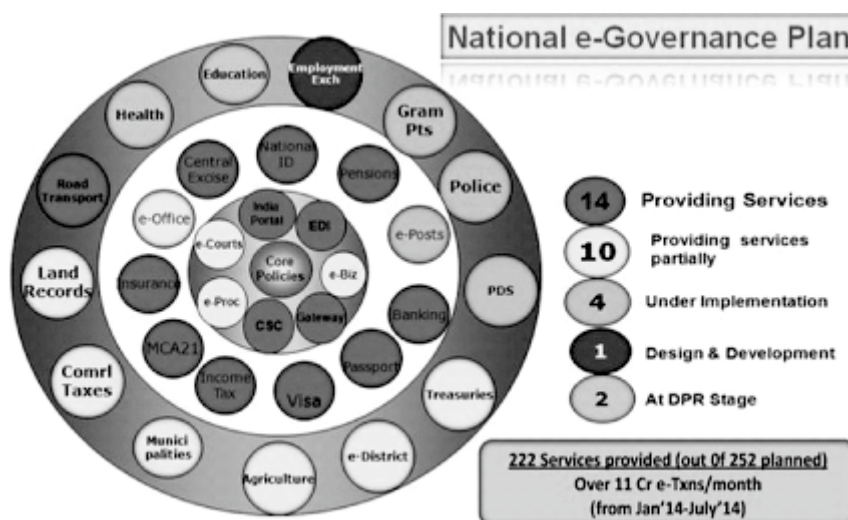 National e-Governance Plan
Education
Employment
Exch
Health
Gram
Pts
Road
Transport
Police
Land
Records
PDS
Comrl
Taxes
Treasuries
Munici
palities
Agriculture
e-District
Central
Excise
National
ID
Pensions
e-Office
e-Posts
Insurance
Banking
MCA21
Income
Tax
Visa
Passport
India
Portal
EDI
e-Courts
Core
Policies
e-Biz
e-Proc
CSC
Gateway
14 Providing Services
10 Providing services
partially
4 Under Implementation
1 Design & Development
2 At DPR Stage
222 Services provided (out 0f 252 planned)
Over 11 Cr e-Txns/month
(from Jan'14-July'14)